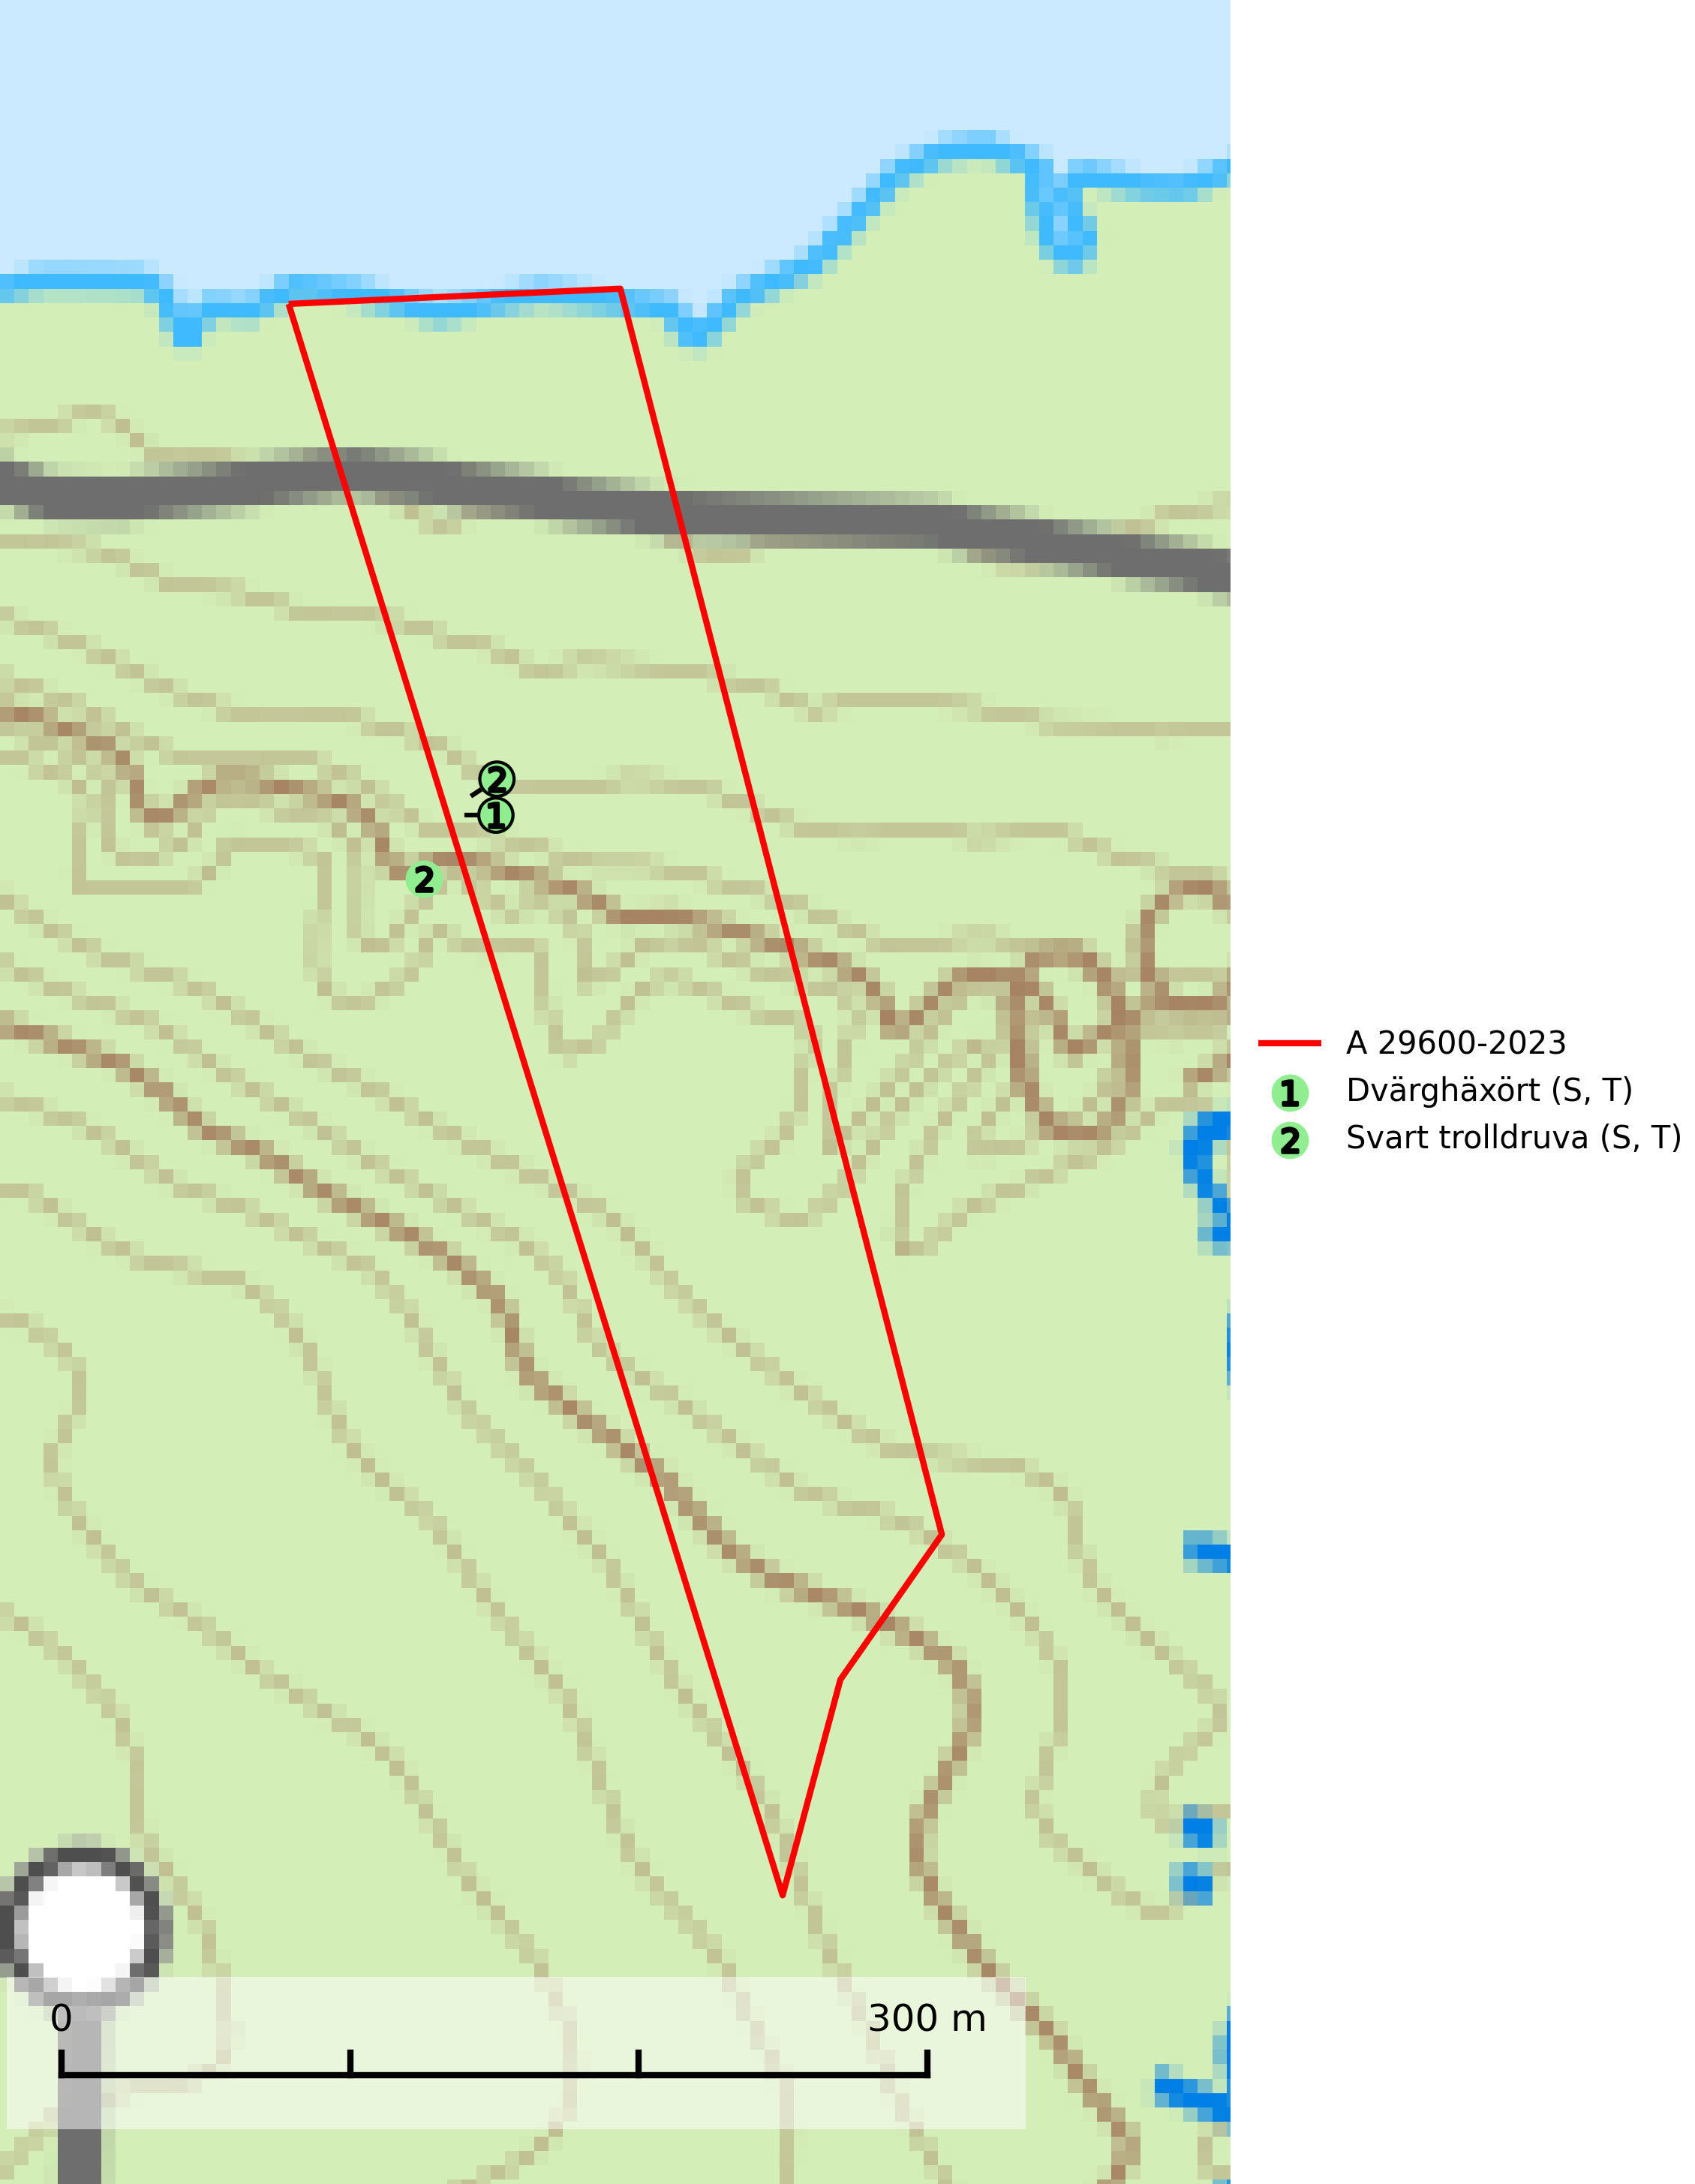 2
1
2
A 29600-2023
1 Dvärghäxört (S, T)
2 Svart trolldruva (S, T)
0 300 m